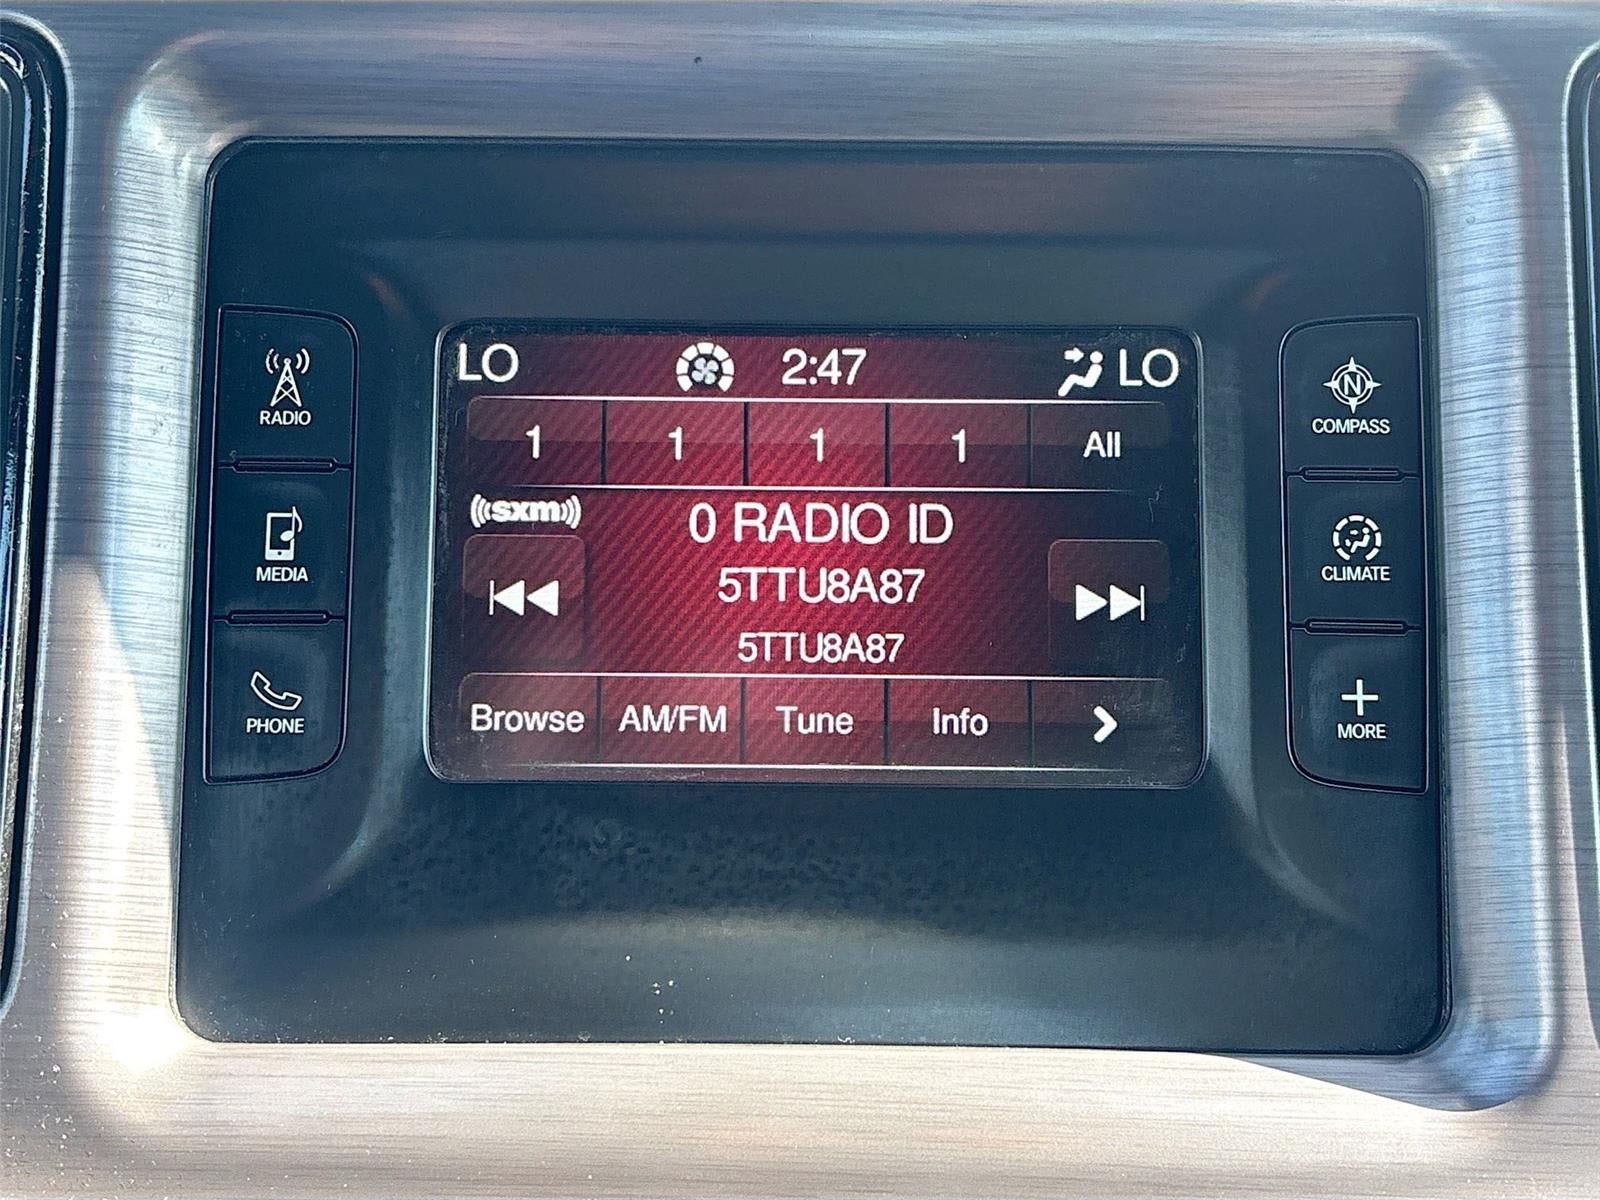 LO 2:47 LO
1 1 1 1 All
sxm
0 RADIO ID
5TTU8A87
5TTU8A87
Browse AM/FM Tune Info
RADIO
MEDIA
PHONE
N
COMPASS
CLIMATE
MORE